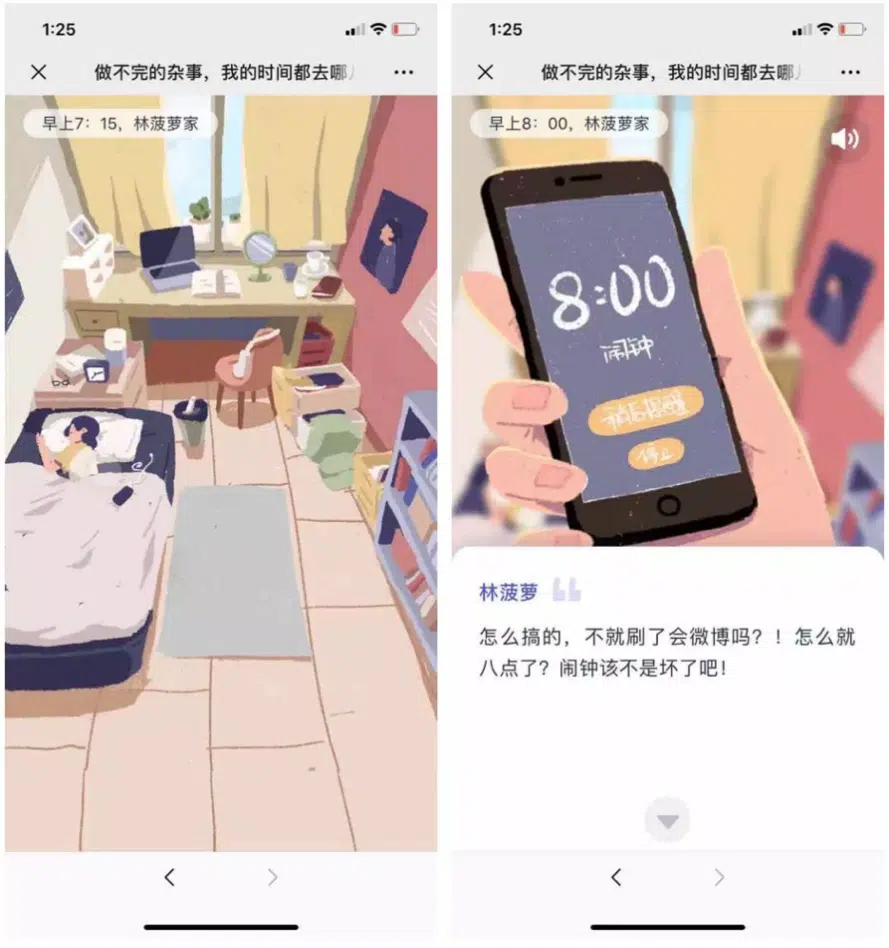 1:25
做不完的杂事，我的时间都去哪
早上7：15，林菠萝家
1:25
做不完的杂事，我的时间都去哪
早上8：00，林菠萝家
8:00
闹钟
稍后提醒
停止
林菠萝
怎么搞的，不就刷了会微博吗？！怎么就
八点了？闹钟该不是坏了吧！